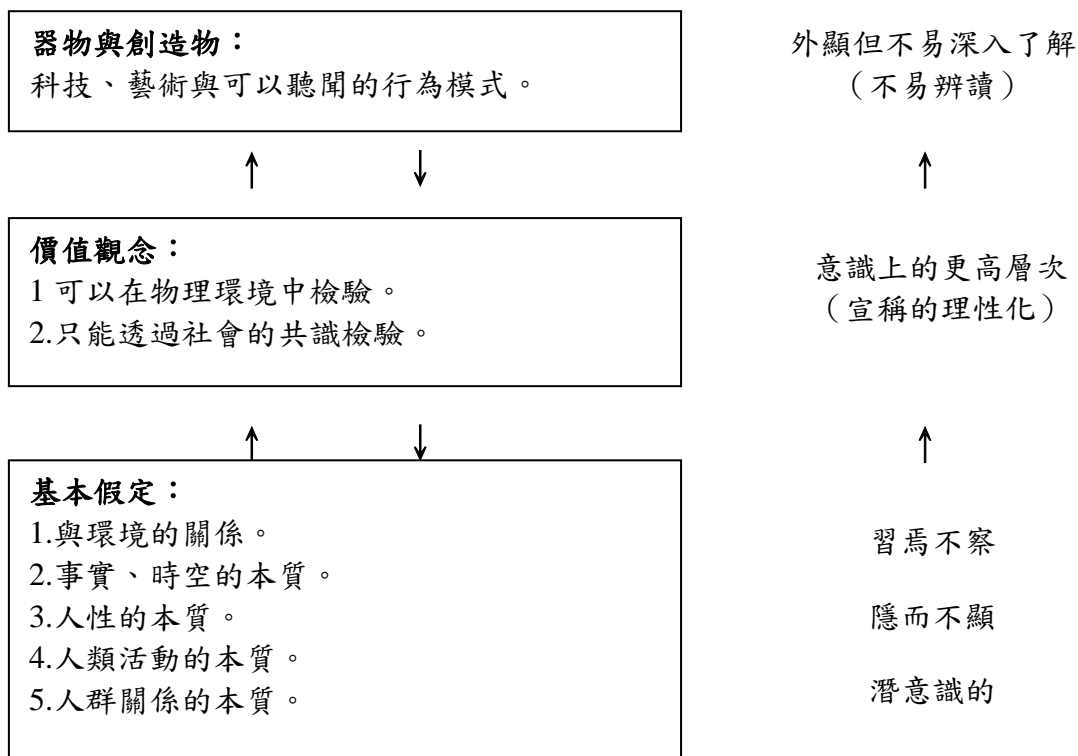 器物與創造物：
科技、藝術與可以聽聞的行為模式。
外顯但不易深入了解
（不易辨讀）
價值觀念：
1 可以在物理環境中檢驗。
2.只能透過社會的共識檢驗。
意識上的更高層次
（宣稱的理性化）
基本假定：
1.與環境的關係。
2.事實、時空的本質。
3.人性的本質。
4.人類活動的本質。
5.人群關係的本質。
習焉不察
隱而不顯
潛意識的